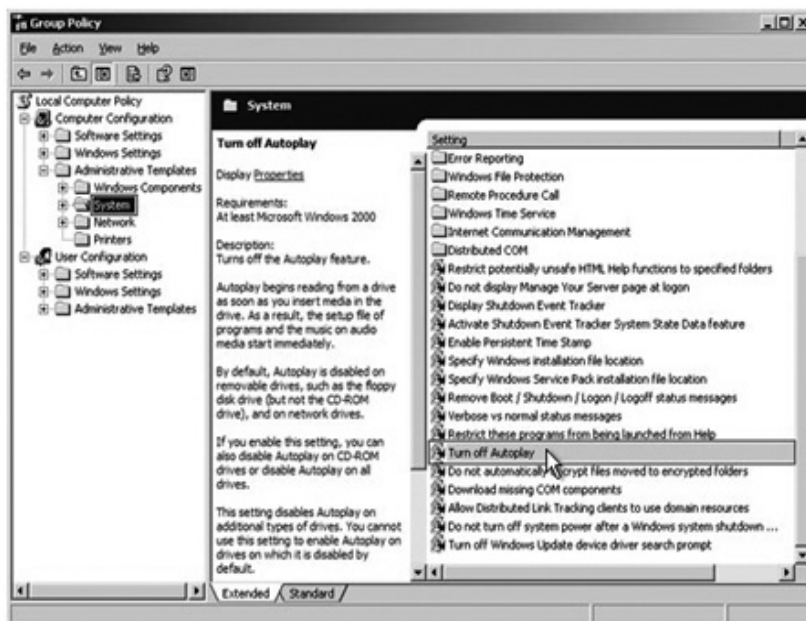 Group Policy
File Action View Help
Local Computer Policy
Computer Configuration
Software Settings
Windows Settings
Administrative Templates
Windows Components
System
Network
Printers
User Configuration
Software Settings
Windows Settings
Administrative Templates
System
Turn off Autoplay
Display Properties
Requirements:
At least Microsoft Windows 2000
Description:
Turns off the Autoplay feature.
Autoplay begins reading from a drive
as soon as you insert media in the
drive. As a result, the setup file of
programs and the music on audio
media start immediately.
By default, Autoplay is disabled on
removable drives, such as the floppy
disk drive (but not the CD-ROM
drive), and on network drives.
If you enable this setting, you can
also disable Autoplay on CD-ROM
drives or disable Autoplay on all
drives.
This setting disables Autoplay on
additional types of drives. You cannot
use this setting to enable Autoplay on
drives on which it is disabled by
default.
Setting
Error Reporting
Windows File Protection
Remote Procedure Call
Windows Time Service
Internet Communication Management
Distributed COM
Restrict potentially unsafe HTML Help functions to specified folders
Do not display Manage Your Server page at logon
Display Shutdown Event Tracker
Activate Shutdown Event Tracker System State Data feature
Enable Persistent Time Stamp
Specify Windows installation file location
Specify Windows Service Pack installation file location
Remove Boot / Shutdown / Logon / Logoff status messages
Verbose vs normal status messages
Restrict these programs from being launched from Help
Turn off Autoplay
Do not automatically crypt files moved to encrypted folders
Download missing COM components
Allow Distributed Link Tracking clients to use domain resources
Do not turn off system power after a Windows system shutdown ...
Turn off Windows Update device driver search prompt
Extended Standard